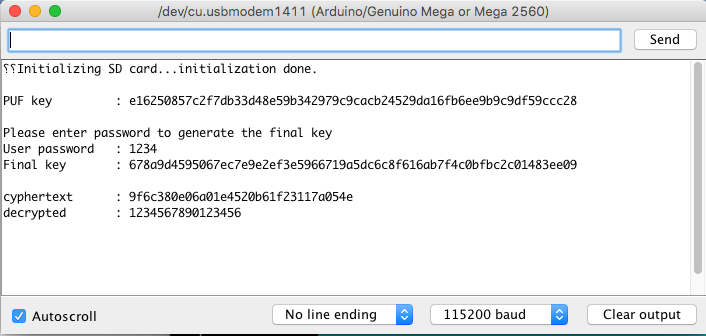 /dev/cu.usbmodem1411 (Arduino/Genuino Mega or Mega 2560)
Send
⸮⸮Initializing SD card...initialization done.
PUF key : e16250857c2f7db33d48e59b342979c9cacb24529da16fb6ee9b9c9df59ccc28
Please enter password to generate the final key
User password : 1234
Final key : 678a9d4595067ec7e9e2ef3e5966719a5dc6c8f616ab7f4c0bfbc2c01483ee09
cyphertext : 9f6c380e06a01e4520b61f23117a054e
decrypted : 1234567890123456
Autoscroll
No line ending
115200 baud
Clear output